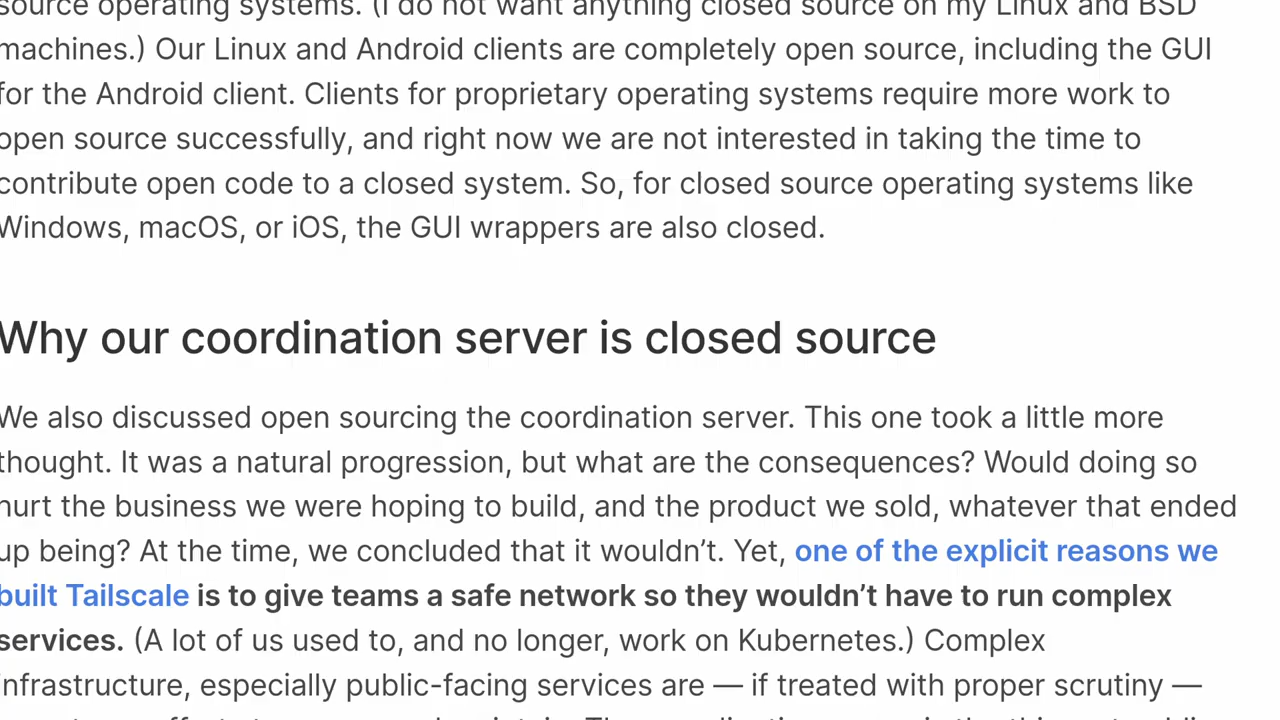 source operating systems. (I do not want anything closed source on my Linux and BSD
machines.) Our Linux and Android clients are completely open source, including the GUI
for the Android client. Clients for proprietary operating systems require more work to
open source successfully, and right now we are not interested in taking the time to
contribute open code to a closed system. So, for closed source operating systems like
Windows, macOS, or iOS, the GUI wrappers are also closed.
Why our coordination server is closed source
We also discussed open sourcing the coordination server. This one took a little more
thought. It was a natural progression, but what are the consequences? Would doing so
hurt the business we were hoping to build, and the product we sold, whatever that ended
up being? At the time, we concluded that it wouldn’t. Yet, one of the explicit reasons we
built Tailscale is to give teams a safe network so they wouldn’t have to run complex
services. (A lot of us used to, and no longer, work on Kubernetes.) Complex
infrastructure, especially public-facing services are — if treated with proper scrutiny —